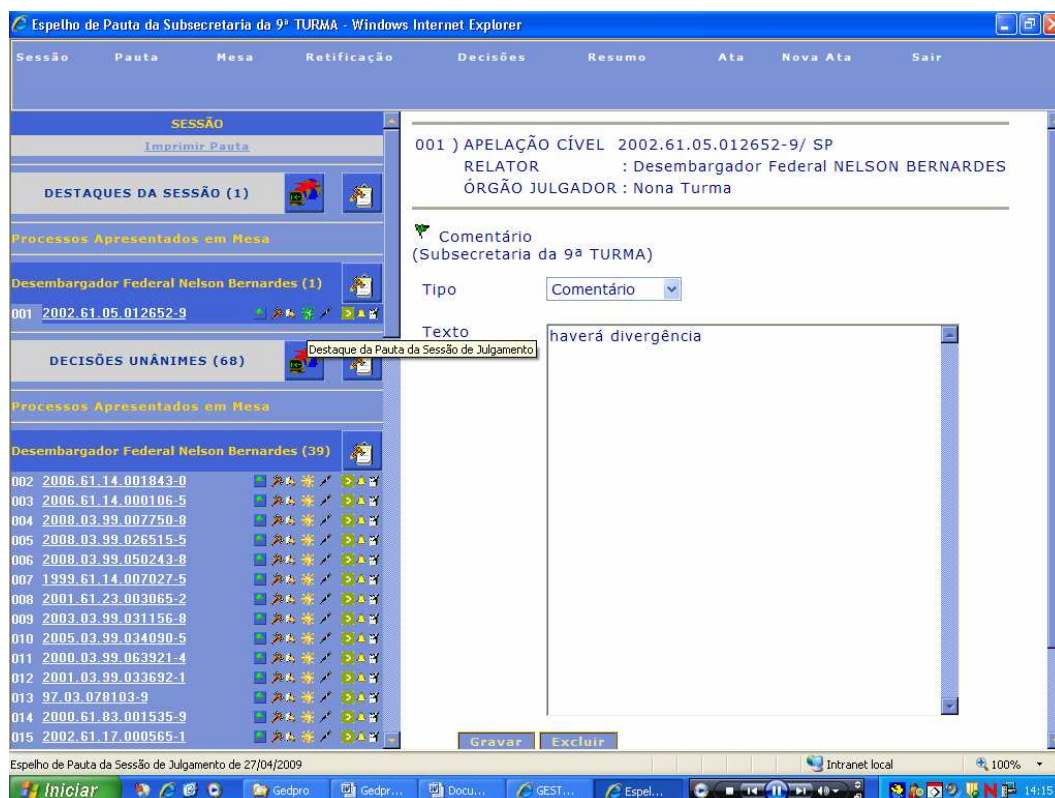 Espelho de Pauta da Subsecretaria da 9ª TURMA - Windows Internet Explorer
Sessão Pauta Mesa Retificação Decisões Resumo Ata Nova Ata Sair
SESSÃO
Imprimir Pauta
DESTAQUES DA SESSÃO (1)
Processos Apresentados em Mesa
Desembargador Federal Nelson Bernardes (1)
001 2002.61.05.012652-9
Destaque da Pauta da Sessão de Julgamento
DECISÕES UNÂNIMES (68)
Processos Apresentados em Mesa
Desembargador Federal Nelson Bernardes (39)
002 2006.61.14.001843-0
003 2006.61.14.000106-5
004 2008.03.99.007750-8
005 2008.03.99.026515-5
006 2008.03.99.050243-8
007 1999.61.14.007027-5
008 2001.61.23.003065-2
009 2003.03.99.031156-8
010 2005.03.99.034090-5
011 2000.03.99.063921-4
012 2001.03.99.033692-1
013 97.03.078103-9
014 2000.61.83.001535-9
015 2002.61.17.000565-1
001 ) APELAÇÃO CÍVEL 2002.61.05.012652-9/ SP
RELATOR : Desembargador Federal NELSON BERNARDES
ÓRGÃO JULGADOR : Nona Turma
Comentário
(Subsecretaria da 9ª TURMA)
Tipo Comentário
Texto
haverá divergência
Gravar Excluir
Espelho de Pauta da Sessão de Julgamento de 27/04/2009 Intranet local 100%
Iniciar Gedpro Gedpr... Docu... GEST... Espel... 14:15